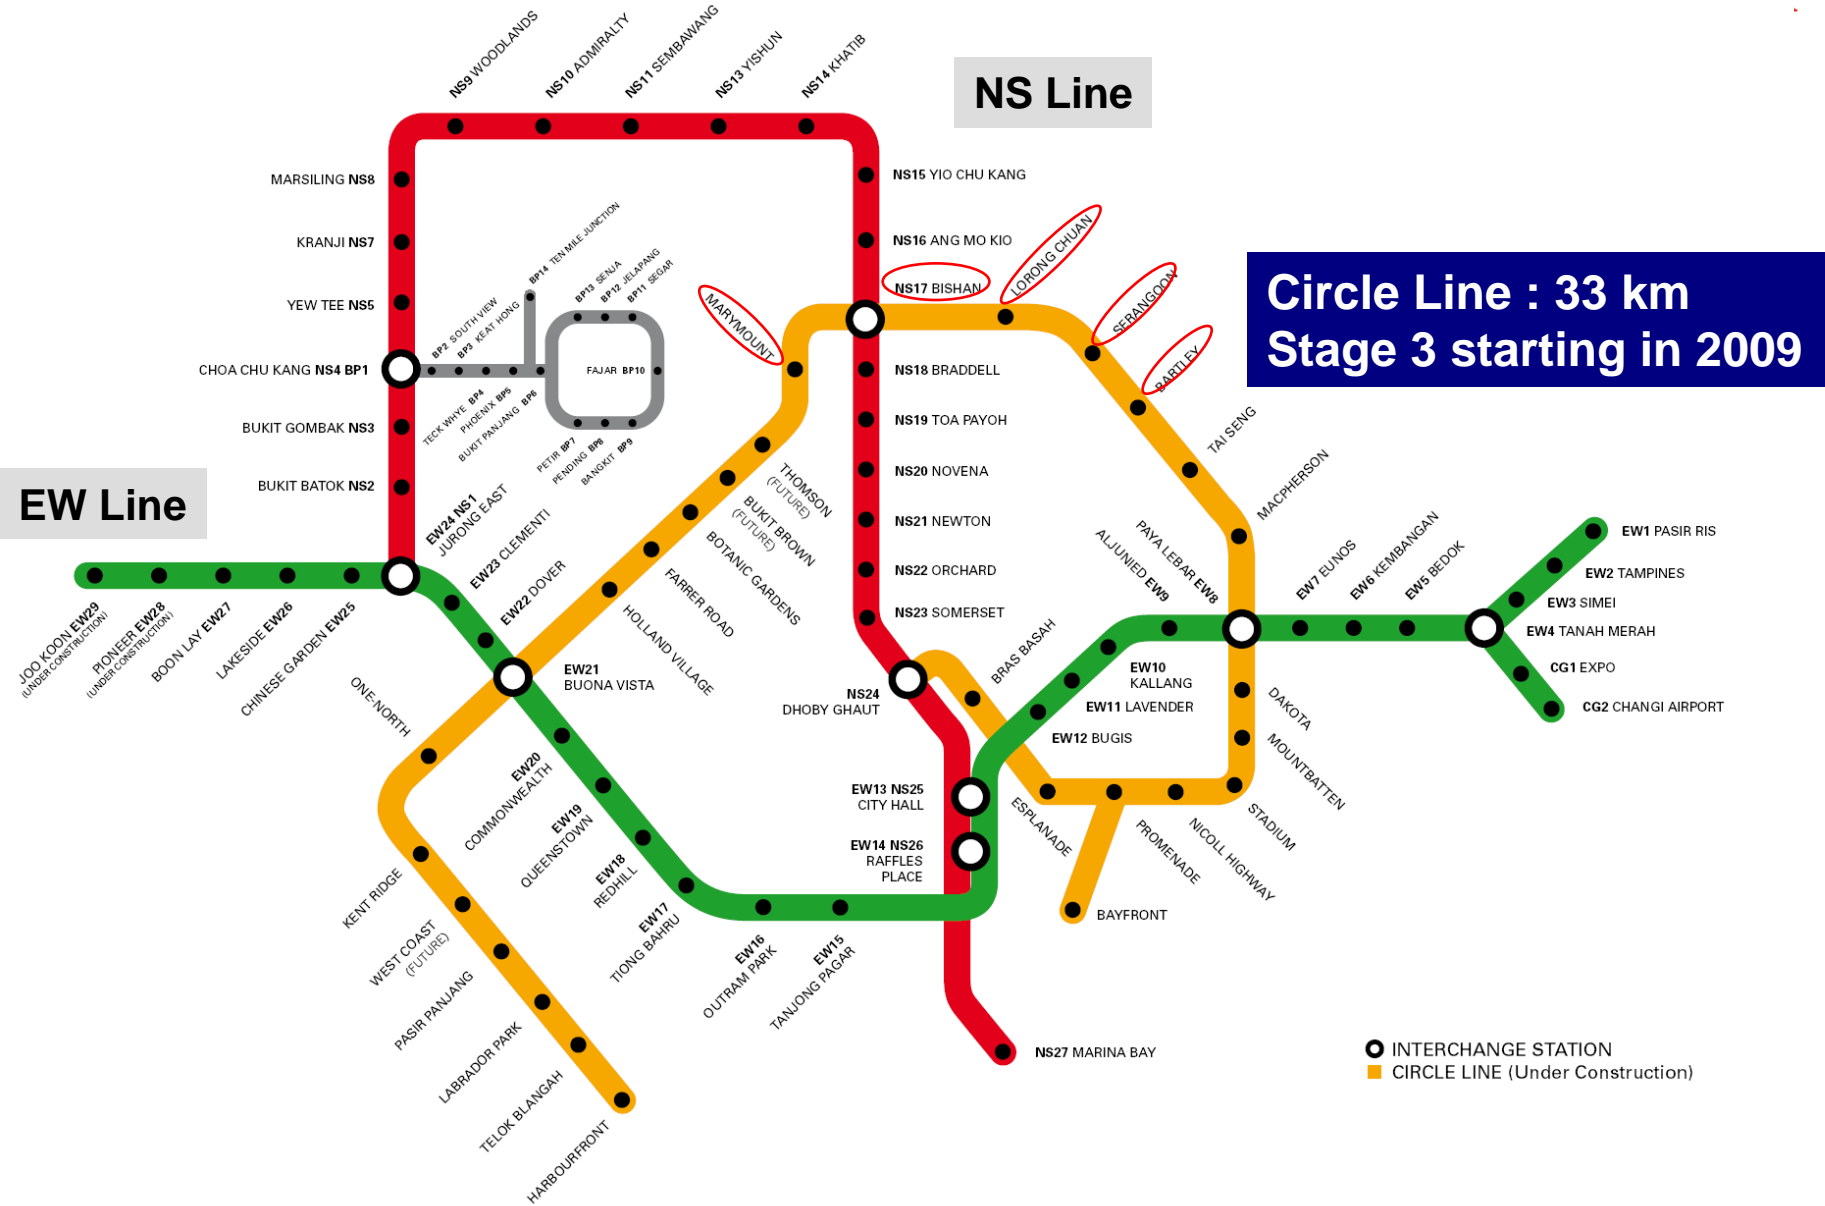 NS9 WOODLANDS
NS10 ADMIRALTY
NS11 SEMBAWANG
NS13 YISHUN
NS14 KHATIB
NS Line
MARSILING NS8
KRANJI NS7
YEW TEE NS5
CHOA CHU KANG NS4 BP1
BUKIT GOMBAK NS3
BUKIT BATOK NS2
BP2 SOUTH VIEW
BP3 KEAT HONG
BP14 TEN MILE JUNCTION
BP13 SENJA
BP12 JELAPANG
BP11 SEGAR
FAJAR BP10
TECK WHYE BP4
PHOENIX BP5
BUKIT PANJANG BP6
PETIR BP7
PENDING BP8
BANGKIT BP9
NS15 YIO CHU KANG
NS16 ANG MO KIO
NS17 BISHAN
MARYMOUNT
LORONG CHUAN
SERANGOON
BARTLEY
TAI SENG
MACPHERSON
Circle Line : 33 km
Stage 3 starting in 2009
NS18 BRADDELL
NS19 TOA PAYOH
NS20 NOVENA
NS21 NEWTON
NS22 ORCHARD
NS23 SOMERSET
THOMSON
(FUTURE)
BUKIT BROWN
(FUTURE)
BOTANIC GARDENS
FARRER ROAD
HOLLAND VILLAGE
EW Line
EW24 NS1
JURONG EAST
EW23 CLEMENTI
EW22 DOVER
JOO KOON EW29
(UNDER CONSTRUCTION)
PIONEER EW28
(UNDER CONSTRUCTION)
BOON LAY EW27
LAKESIDE EW26
CHINESE GARDEN EW25
EW21
BUONA VISTA
ONE-NORTH
EW20
COMMONWEALTH
EW19
QUEENSTOWN
EW18
REDHILL
EW17
TIONG BAHRU
EW16
OUTRAM PARK
EW15
TANJONG PAGAR
KENT RIDGE
WEST COAST
(FUTURE)
PASIR PANJANG
LABRADOR PARK
TELOK BLANGAH
HARBOURFRONT
NS24
DHOBY GHAUT
BRAS BASAH
EW13 NS25
CITY HALL
EW14 NS26
RAFFLES
PLACE
NS27 MARINA BAY
ESPLANADE
PROMENADE
NICOLL HIGHWAY
STADIUM
MOUNTBATTEN
DAKOTA
BAYFRONT
EW12 BUGIS
EW11 LAVENDER
EW10
KALLANG
ALJUNIED EW9
PAYA LEBAR EW8
EW7 EUNOS
EW6 KEMBANGAN
EW5 BEDOK
EW1 PASIR RIS
EW2 TAMPINES
EW3 SIMEI
EW4 TANAH MERAH
CG1 EXPO
CG2 CHANGI AIRPORT
INTERCHANGE STATION
CIRCLE LINE (Under Construction)